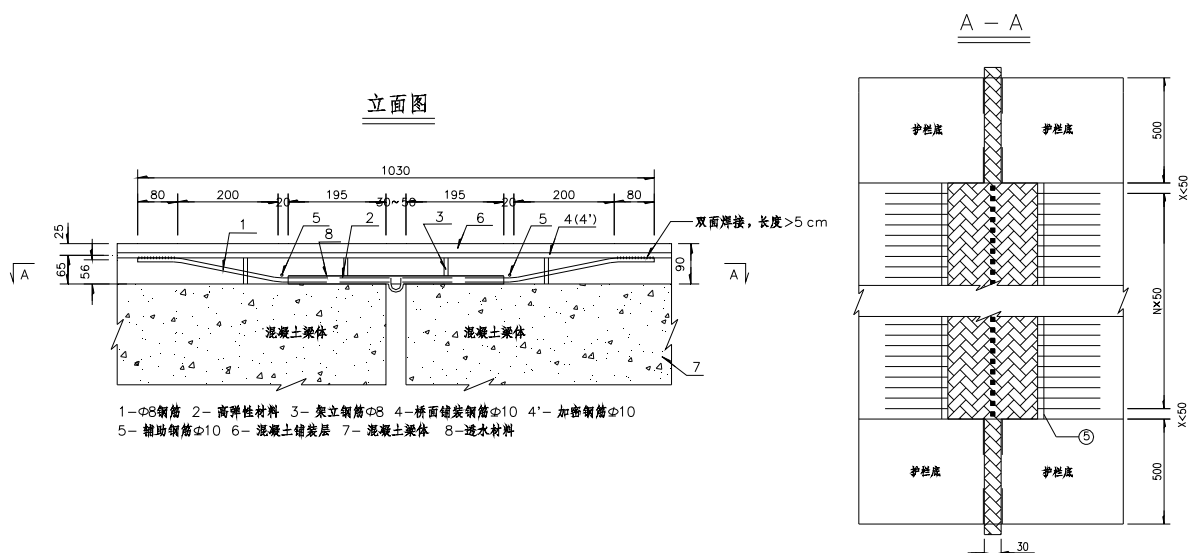 立面图
1030
80 200 20 195 30~50 195 20 200 80
1 5 8 2 3 6 5 4(4')
双面焊接，长度>5cm
25
65 56
90
A A
混凝土梁体 混凝土梁体
7
1-Φ8钢筋 2-高弹性材料 3-架立钢筋Φ8 4-桥面铺装钢筋Φ10 4'-加密钢筋Φ10
5-辅助钢筋Φ10 6-混凝土铺装层 7-混凝土梁体 8-透水材料
A-A
护栏底 护栏底
500
X<50
N×50
X<50
5
护栏底 护栏底
500
30